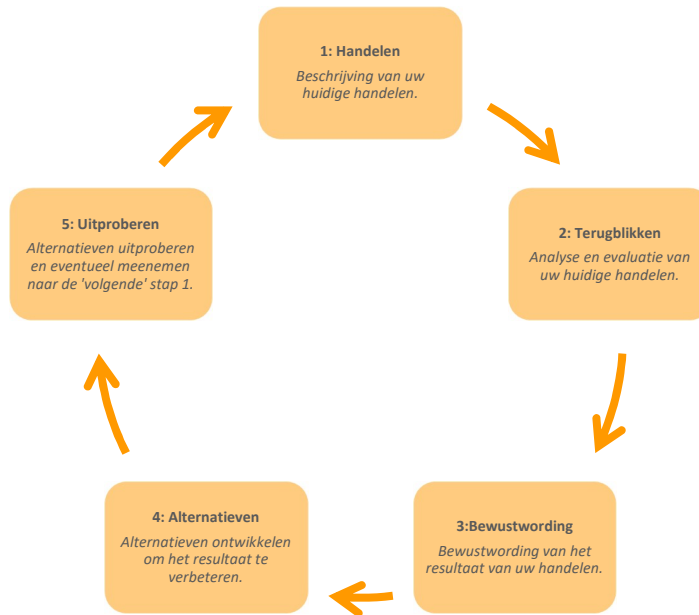 1: Handelen
Beschrijving van uw
huidige handelen.
2: Terugblikken
Analyse en evaluatie van
uw huidige handelen.
3:Bewustwording
Bewustwording van het
resultaat van uw handelen.
4: Alternatieven
Alternatieven ontwikkelen
om het resultaat te
verbeteren.
5: Uitproberen
Alternatieven uitproberen
en eventueel meenemen
naar de 'volgende' stap 1.